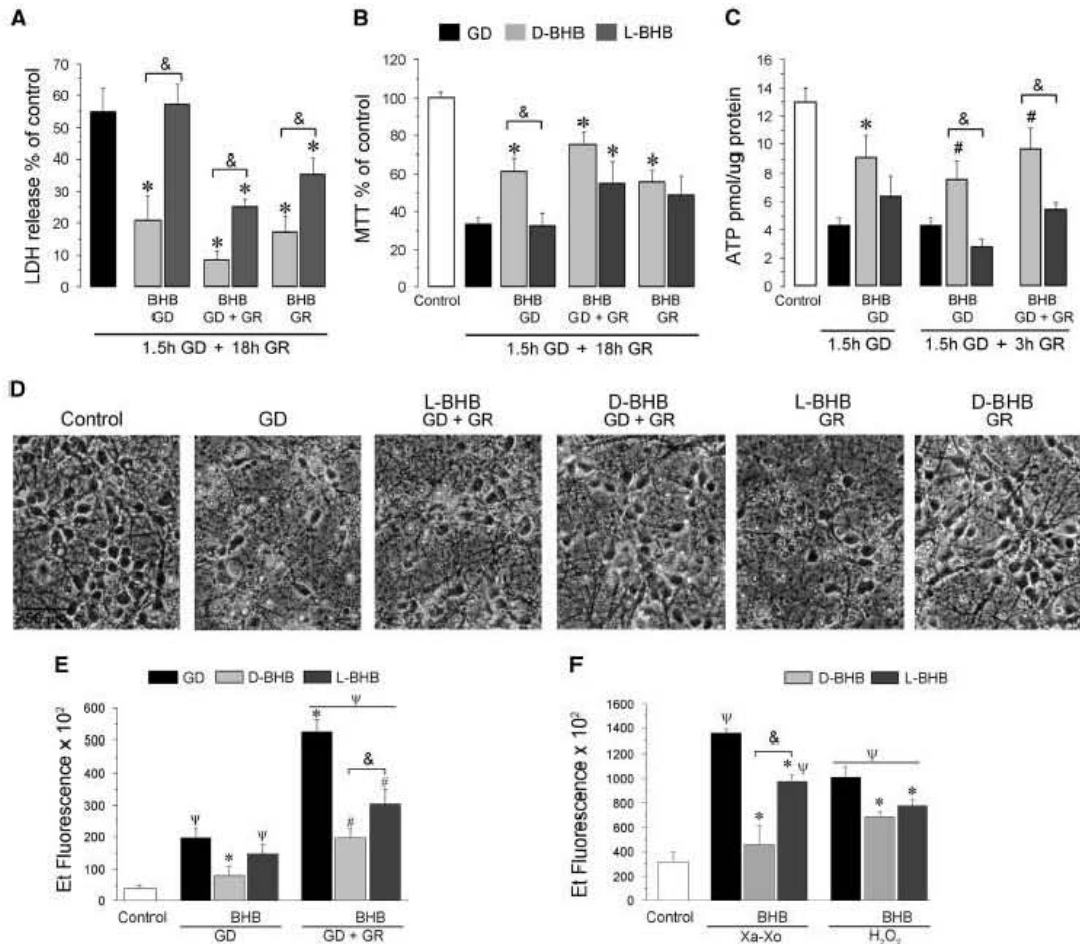 A
B
C
GD D-BHB L-BHB
LDH release % of control
70
60
50
40
30
20
10
0
&
&
&
*
*
*
*
*
BHB BHB BHB
GD GD + GR GR
1.5h GD + 18h GR
MTT % of control
120
100
80
60
40
20
0
&
*
*
*
*
Control BHB BHB BHB
GD GD + GR GR
1.5h GD + 18h GR
ATP pmol/ug protein
16
14
12
10
8
6
4
2
0
*
&
#
&
#
Control BHB BHB BHB
GD GD GD + GR
1.5h GD 1.5h GD + 3h GR
D
Control GD L-BHB D-BHB L-BHB D-BHB
GD + GR GD + GR GR GR
E
GD D-BHB L-BHB
Et Fluorescence x 10²
600
500
400
300
200
100
0
Ψ
*
Ψ
*
Ψ
&
#
#
Control BHB BHB
GD GD + GR
F
D-BHB L-BHB
Et Fluorescence x 10²
1600
1400
1200
1000
800
600
400
200
0
Ψ
&
*
*
Ψ
Ψ
*
*
Control BHB BHB
Xa-Xo H₂O₂